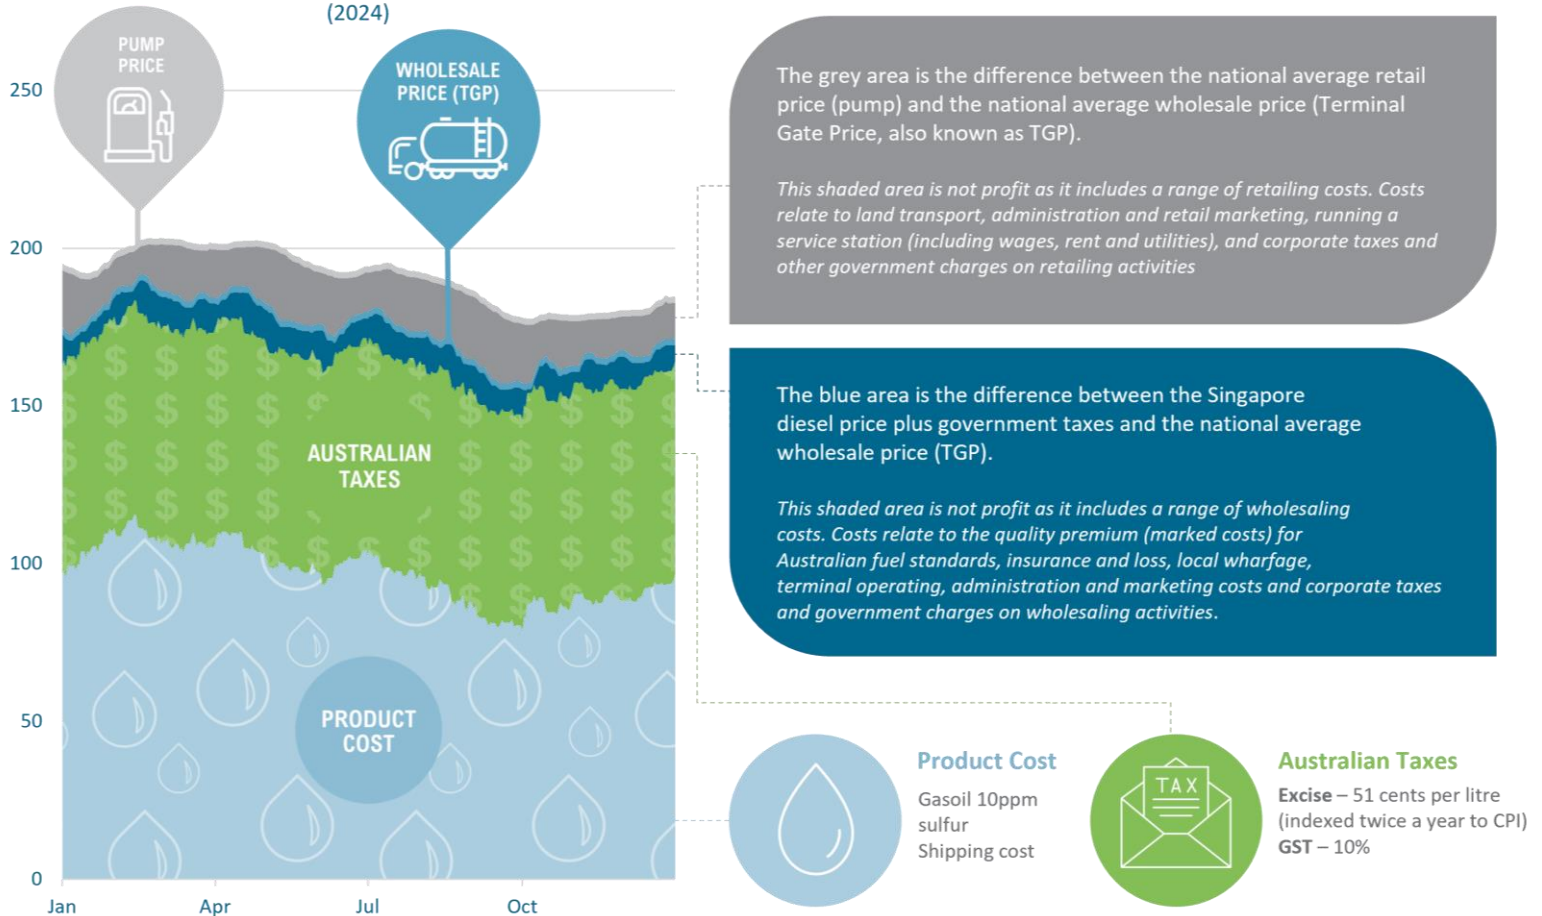 (2024)
PUMP
PRICE
WHOLESALE
PRICE (TGP)
250
200
150
100
50
0
Jan
Apr
Jul
Oct
AUSTRALIAN
TAXES
PRODUCT
COST
The grey area is the difference between the national average retail
price (pump) and the national average wholesale price (Terminal
Gate Price, also known as TGP).
This shaded area is not profit as it includes a range of retailing costs. Costs
relate to land transport, administration and retail marketing, running a
service station (including wages, rent and utilities), and corporate taxes and
other government charges on retailing activities
The blue area is the difference between the Singapore
diesel price plus government taxes and the national average
wholesale price (TGP).
This shaded area is not profit as it includes a range of wholesaling
costs. Costs relate to the quality premium (marked costs) for
Australian fuel standards, insurance and loss, local wharfage,
terminal operating, administration and marketing costs and corporate taxes
and government charges on wholesaling activities.
Product Cost
Gasoil 10ppm
sulfur
Shipping cost
TAX
Australian Taxes
Excise – 51 cents per litre
(indexed twice a year to CPI)
GST – 10%